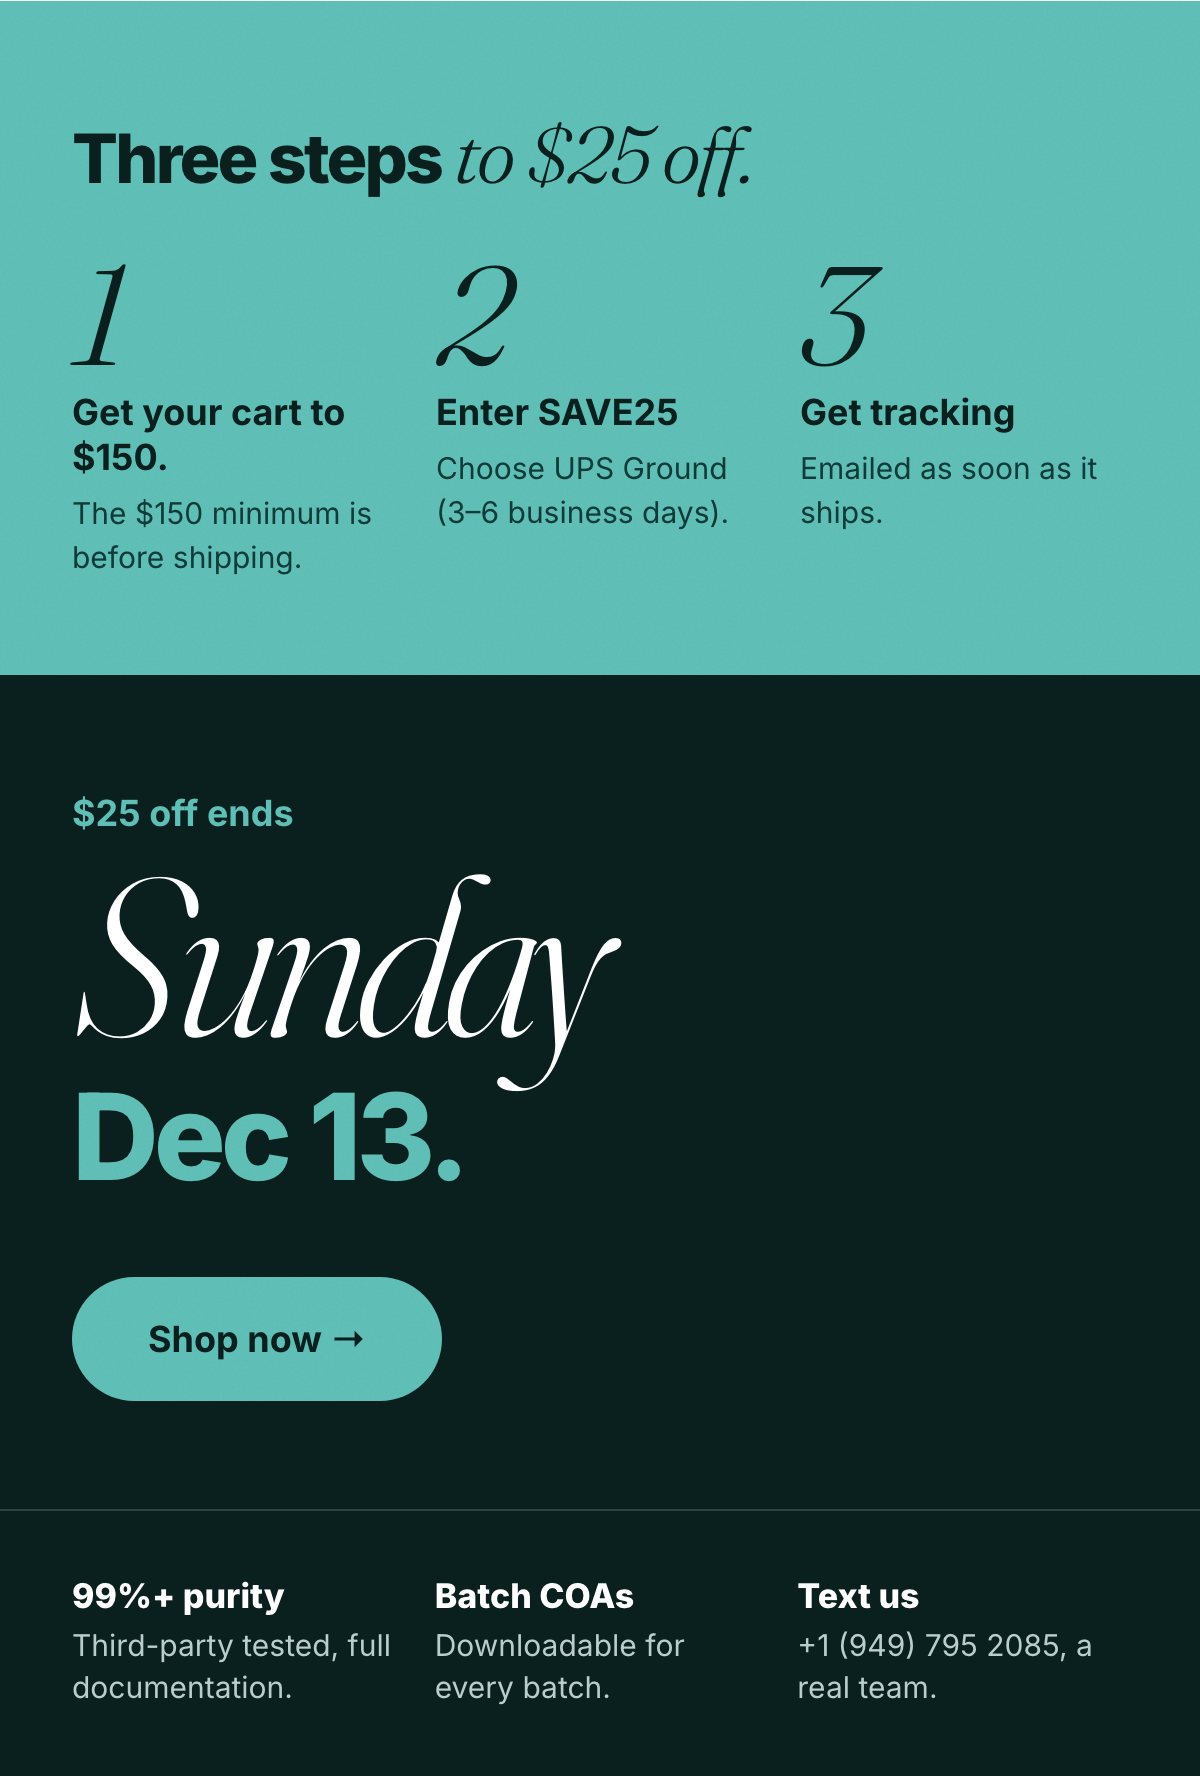 Three steps to $25 off.
1
Get your cart to
$150.
The $150 minimum is
before shipping.
2
Enter SAVE25
Choose UPS Ground
(3–6 business days).
3
Get tracking
Emailed as soon as it
ships.
$25 off ends
Sunday
Dec 13.
Shop now →
99%+ purity
Third-party tested, full
documentation.
Batch COAs
Downloadable for
every batch.
Text us
+1 (949) 795 2085, a
real team.